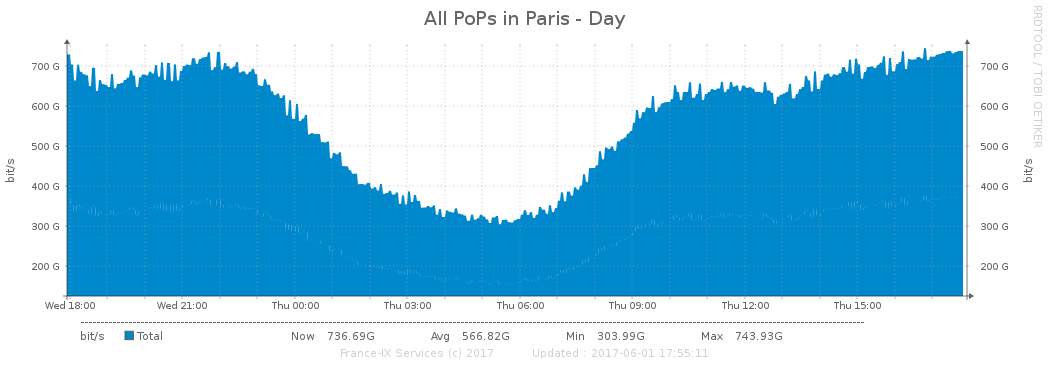 All PoPs in Paris - Day
RRDTOOL / TOBI OETIKER
700 G 700 G
600 G 600 G
500 G 500 G
400 G 400 G
300 G 300 G
200 G 200 G
bit/s bit/s
Wed 18:00 Wed 21:00 Thu 00:00 Thu 03:00 Thu 06:00 Thu 09:00 Thu 12:00 Thu 15:00
bit/s Total Now 736.69G Avg 566.82G Min 303.99G Max 743.93G
France-IX Services (c) 2017 Updated : 2017-06-01 17:55:11